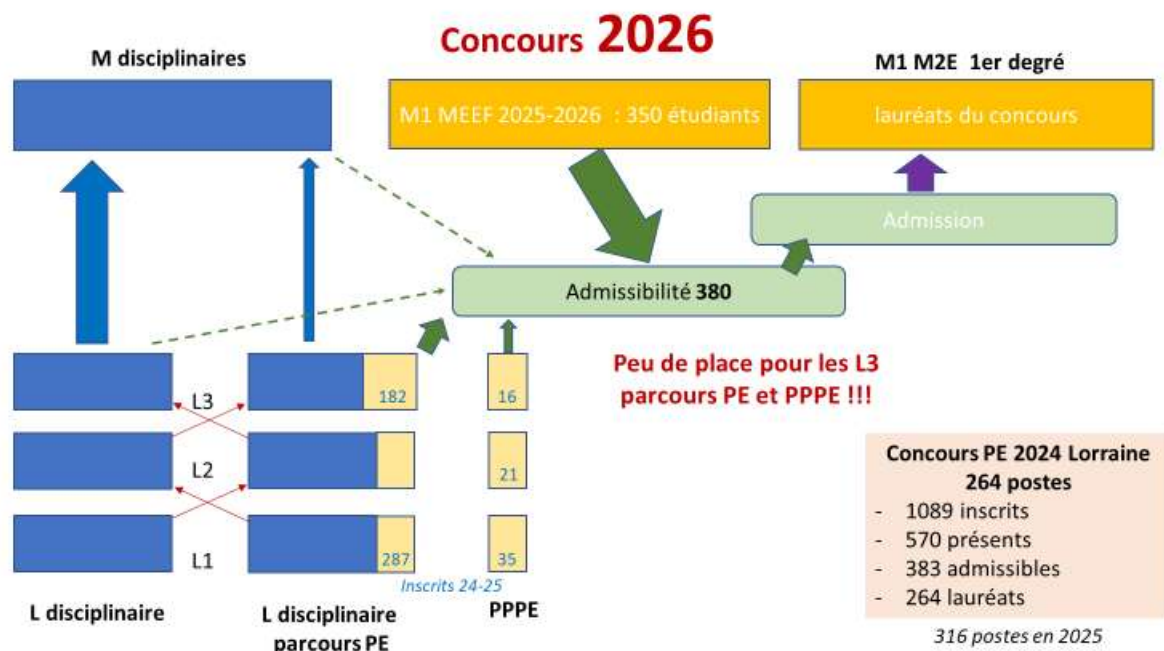 Concours 2026
M disciplinaires
M1 M2E 1er degré
M1 MEEF 2025-2026 : 350 étudiants
lauréats du concours
Admission
Admissibilité 380
Peu de place pour les L3
parcours PE et PPPE !!!
L3
182
16
L2
21
L1
287
35
Inscrits 24-25
L disciplinaire
L disciplinaire
parcours PE
PPPE
Concours PE 2024 Lorraine
264 postes
- 1089 inscrits
- 570 présents
- 383 admissibles
- 264 lauréats
316 postes en 2025